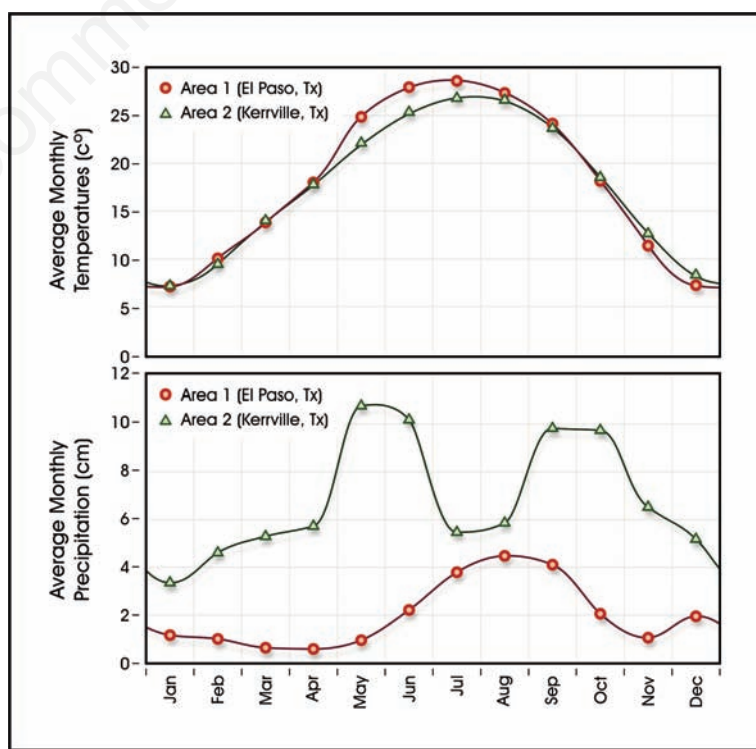 omm
30
25
20
15
10
5
0
Average Monthly
Temperatures (c°)
Area 1 (El Paso, Tx)
Area 2 (Kerrville, Tx)
12
10
8
6
4
2
0
Average Monthly
Precipitation (cm)
Area 1 (El Paso, Tx)
Area 2 (Kerrville, Tx)
Jan Feb Mar Apr May Jun Jul Aug Sep Oct Nov Dec